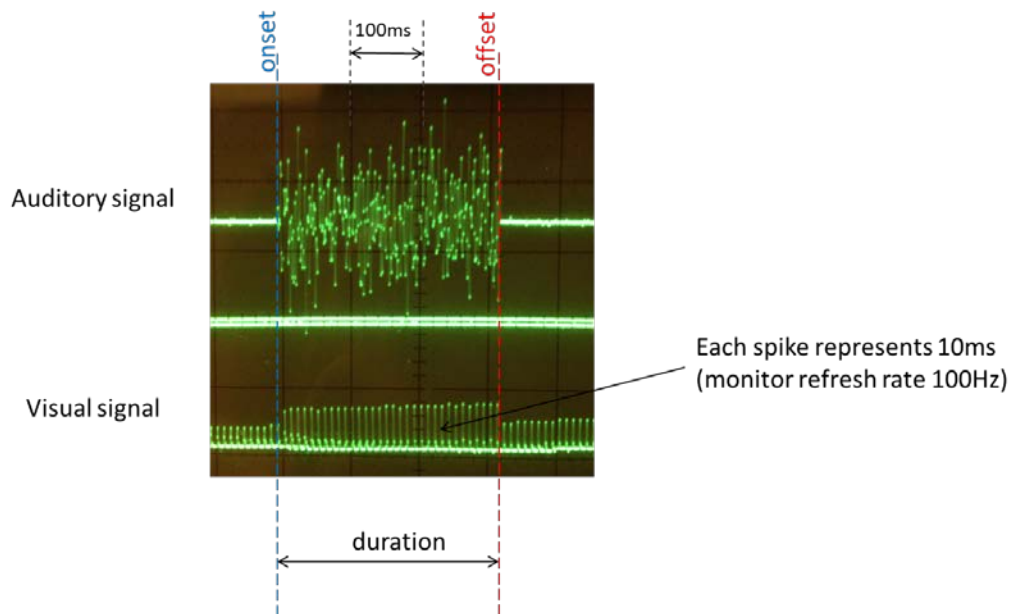 100ms
onset
offset
Auditory signal
Each spike represents 10ms
(monitor refresh rate 100Hz)
Visual signal
duration